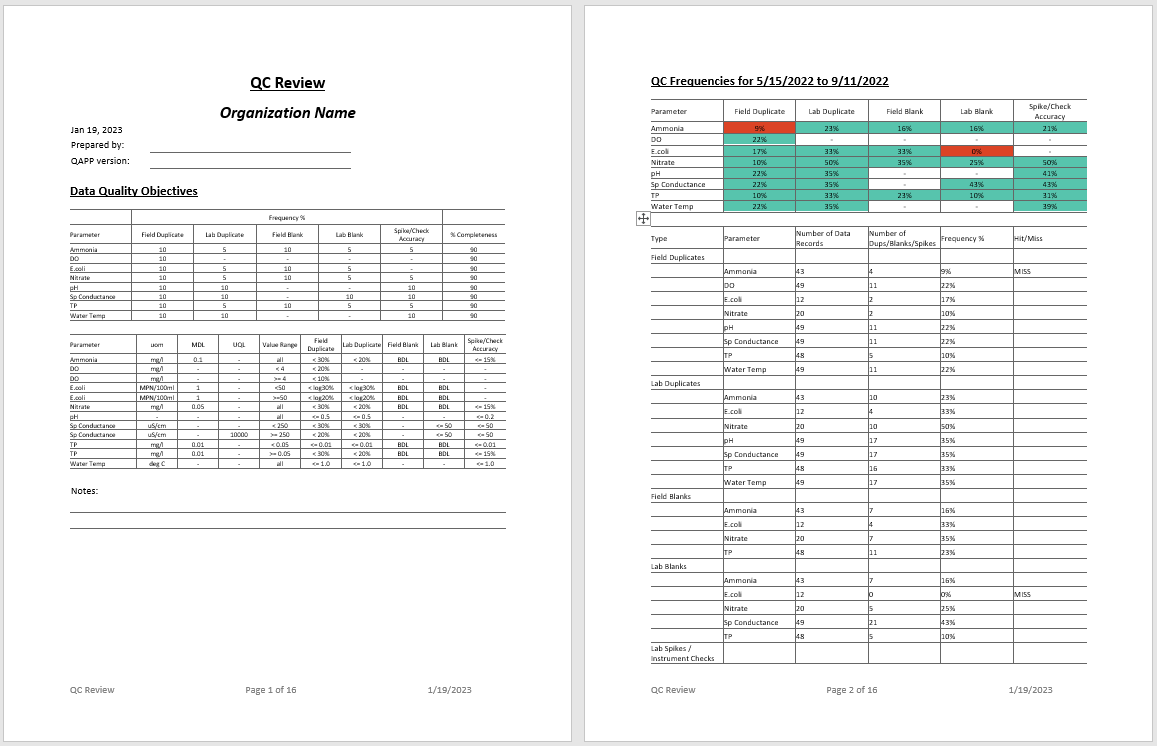 QC Review
Organization Name
Jan 19, 2023
Prepared by:
QAPP version:
Data Quality Objectives
Frequency %
Parameter Field Duplicate Lab Duplicate Field Blank Lab Blank Spike/Check Accuracy % Completeness
Ammonia 10 5 10 5 5 90
DO 10 - - - - 90
E.coli 10 5 10 5 - 90
Nitrate 10 5 10 5 5 90
pH 10 10 - - 10 90
Sp Conductance 10 10 - 10 10 90
TP 10 5 10 5 5 90
Water Temp 10 10 - - 10 90
Parameter uom MDL UQL Value Range Field Duplicate Lab Duplicate Field Blank Lab Blank Spike/Check Accuracy
Ammonia mg/l 0.1 - all < 30% < 20% BDL BDL <= 15%
DO mg/l - - < 4 < 20% - - - -
DO mg/l - - >= 4 < 10% - - - -
E.coli MPN/100ml 1 - <50 < log30% < log30% BDL BDL -
E.coli MPN/100ml 1 - >=50 < log20% < log20% BDL BDL -
Nitrate mg/l 0.05 - all < 30% < 20% BDL BDL <= 15%
pH - - - all <= 0.5 <= 0.5 - - <= 0.2
Sp Conductance uS/cm - - < 250 < 30% < 30% - <= 50 <= 50
Sp Conductance uS/cm - 10000 >= 250 < 20% < 20% - <= 50 <= 50
TP mg/l 0.01 - < 0.05 <= 0.01 <= 0.01 BDL BDL <= 0.01
TP mg/l 0.01 - >= 0.05 < 30% < 20% BDL BDL <= 15%
Water Temp deg C - - all <= 1.0 <= 1.0 - - <= 1.0
Notes:
QC Review Page 1 of 16 1/19/2023
QC Frequencies for 5/15/2022 to 9/11/2022
Parameter Field Duplicate Lab Duplicate Field Blank Lab Blank Spike/Check Accuracy
Ammonia 9% 23% 16% 16% 21%
DO 22% - - - -
E.coli 17% 33% 33% 0% -
Nitrate 10% 50% 35% 25% 50%
pH 22% 35% - - 41%
Sp Conductance 22% 35% - 43% 43%
TP 10% 33% 23% 10% 31%
Water Temp 22% 35% - - 39%
Type Parameter Number of Data Records Number of Dups/Blanks/Spikes Frequency % Hit/Miss
Field Duplicates
Ammonia 43 4 9% MISS
DO 49 11 22%
E.coli 12 2 17%
Nitrate 20 2 10%
pH 49 11 22%
Sp Conductance 49 11 22%
TP 48 5 10%
Water Temp 49 11 22%
Lab Duplicates
Ammonia 43 10 23%
E.coli 12 4 33%
Nitrate 20 10 50%
pH 49 17 35%
Sp Conductance 49 17 35%
TP 48 16 33%
Water Temp 49 17 35%
Field Blanks
Ammonia 43 7 16%
E.coli 12 4 33%
Nitrate 20 7 35%
TP 48 11 23%
Lab Blanks
Ammonia 43 7 16%
E.coli 12 0 0% MISS
Nitrate 20 5 25%
Sp Conductance 49 21 43%
TP 48 5 10%
Lab Spikes /
Instrument Checks
QC Review Page 2 of 16 1/19/2023